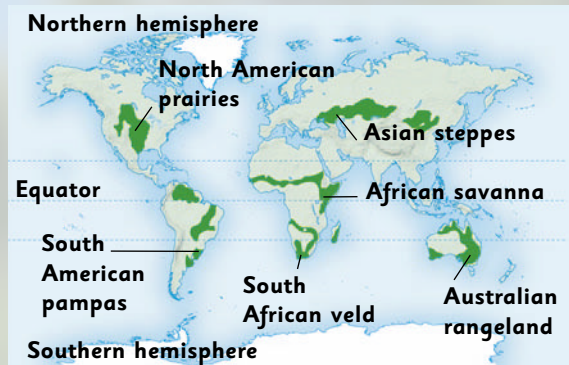 Northern hemisphere
North American
prairies
Asian steppes
Equator
African savanna
South
American
pampas
South
African veld
Australian
rangeland
Southern hemisphere